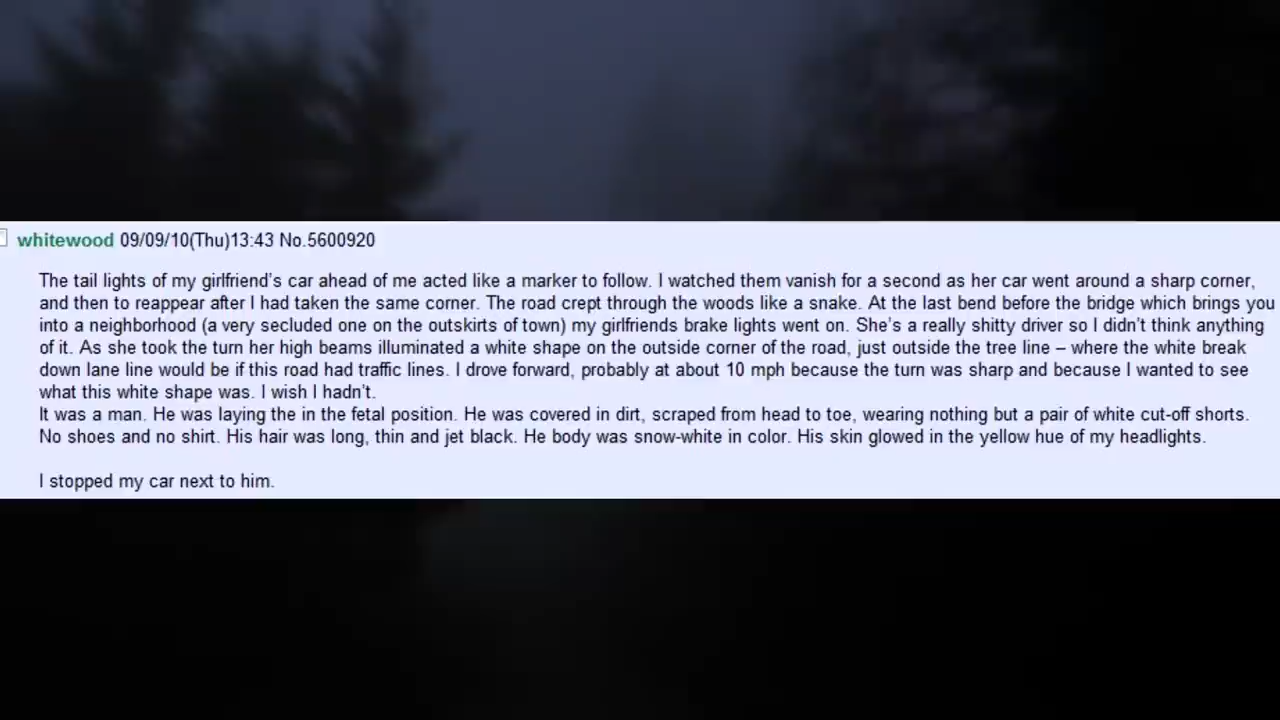 whitewood 09/09/10(Thu)13:43 No.5600920
The tail lights of my girlfriend's car ahead of me acted like a marker to follow. I watched them vanish for a second as her car went around a sharp corner,
and then to reappear after I had taken the same corner. The road crept through the woods like a snake. At the last bend before the bridge which brings you
into a neighborhood (a very secluded one on the outskirts of town) my girlfriends brake lights went on. She's a really shitty driver so I didn't think anything
of it. As she took the turn her high beams illuminated a white shape on the outside corner of the road, just outside the tree line – where the white break
down lane line would be if this road had traffic lines. I drove forward, probably at about 10 mph because the turn was sharp and because I wanted to see
what this white shape was. I wish I hadn't.
It was a man. He was laying the in the fetal position. He was covered in dirt, scraped from head to toe, wearing nothing but a pair of white cut-off shorts.
No shoes and no shirt. His hair was long, thin and jet black. He body was snow-white in color. His skin glowed in the yellow hue of my headlights.
I stopped my car next to him.